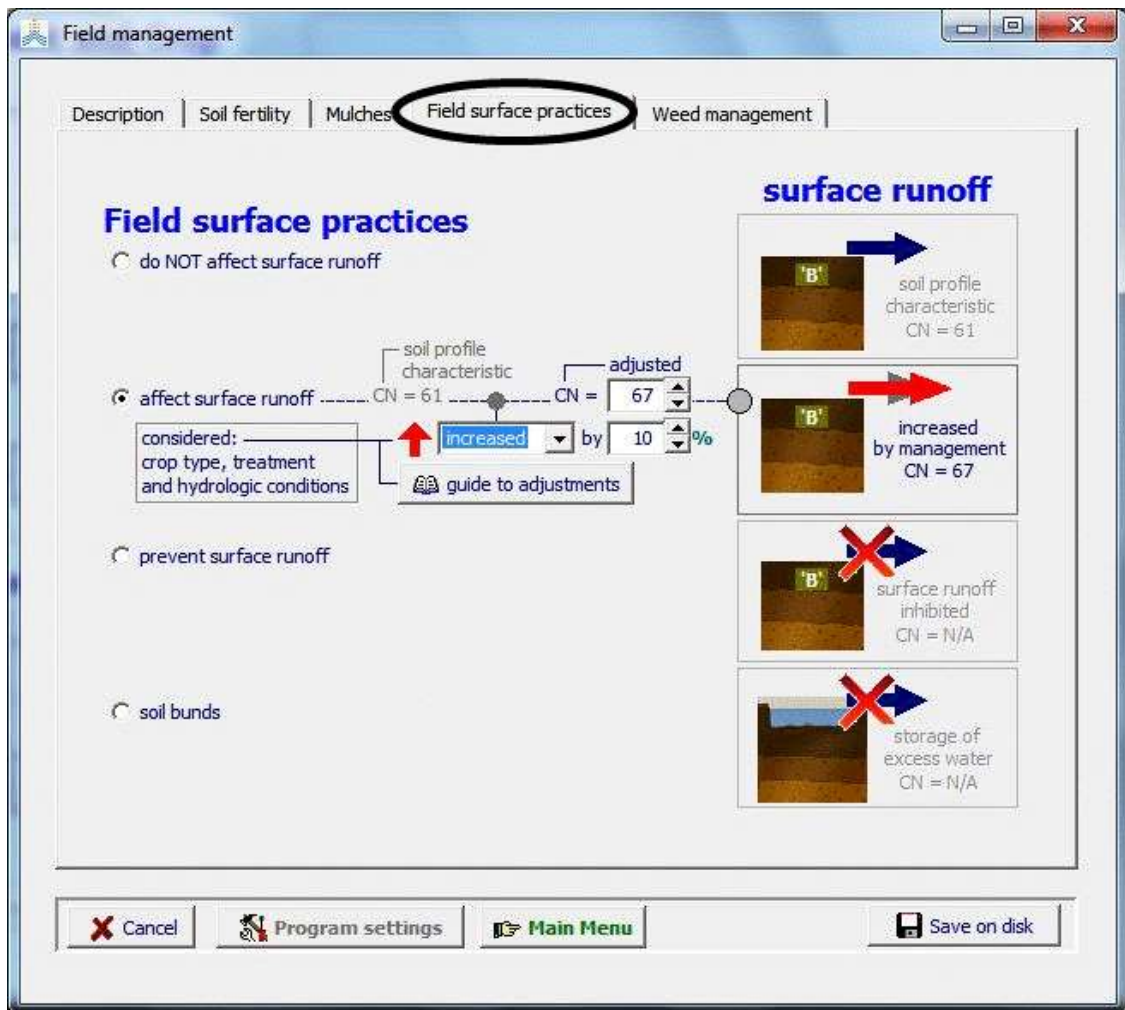 Field management
Description Soil fertility Mulches Field surface practices Weed management
Field surface practices
do NOT affect surface runoff
affect surface runoff
soil profile
characteristic
CN = 61
adjusted
CN = 67
increased by 10 %
considered:
crop type, treatment
and hydrologic conditions
guide to adjustments
prevent surface runoff
soil bunds
surface runoff
'B'
soil profile
characteristic
CN = 61
'B'
increased
by management
CN = 67
'B'
surface runoff
inhibited
CN = N/A
storage of
excess water
CN = N/A
Cancel Program settings Main Menu Save on disk